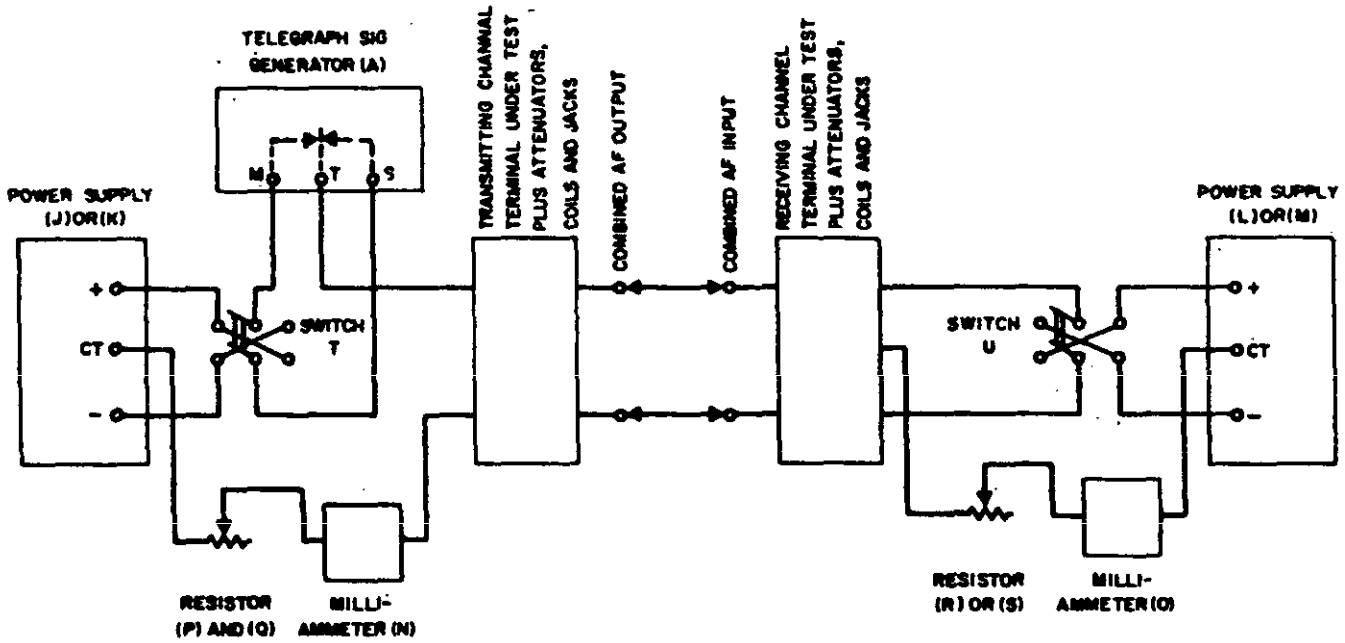 TELEGRAPH SIG
GENERATOR (A)
M
T
S
TRANSMITTING CHANNAL
TERMINAL UNDER TEST
PLUS ATTENUATORS,
COILS AND JACKS
COMBINED AF OUTPUT
COMBINED AF INPUT
RECEIVING CHANNEL
TERMINAL UNDER TEST
PLUS ATTENUATORS,
COILS AND JACKS
POWER SUPPLY
(J)OR(K)
+
CT
-
SWITCH
T
SWITCH
U
POWER SUPPLY
(L)OR(M)
+
CT
-
RESISTOR
(P) AND (Q)
MILLI-
AMMETER (N)
RESISTOR
(R) OR (S)
MILLI-
AMMETER (O)